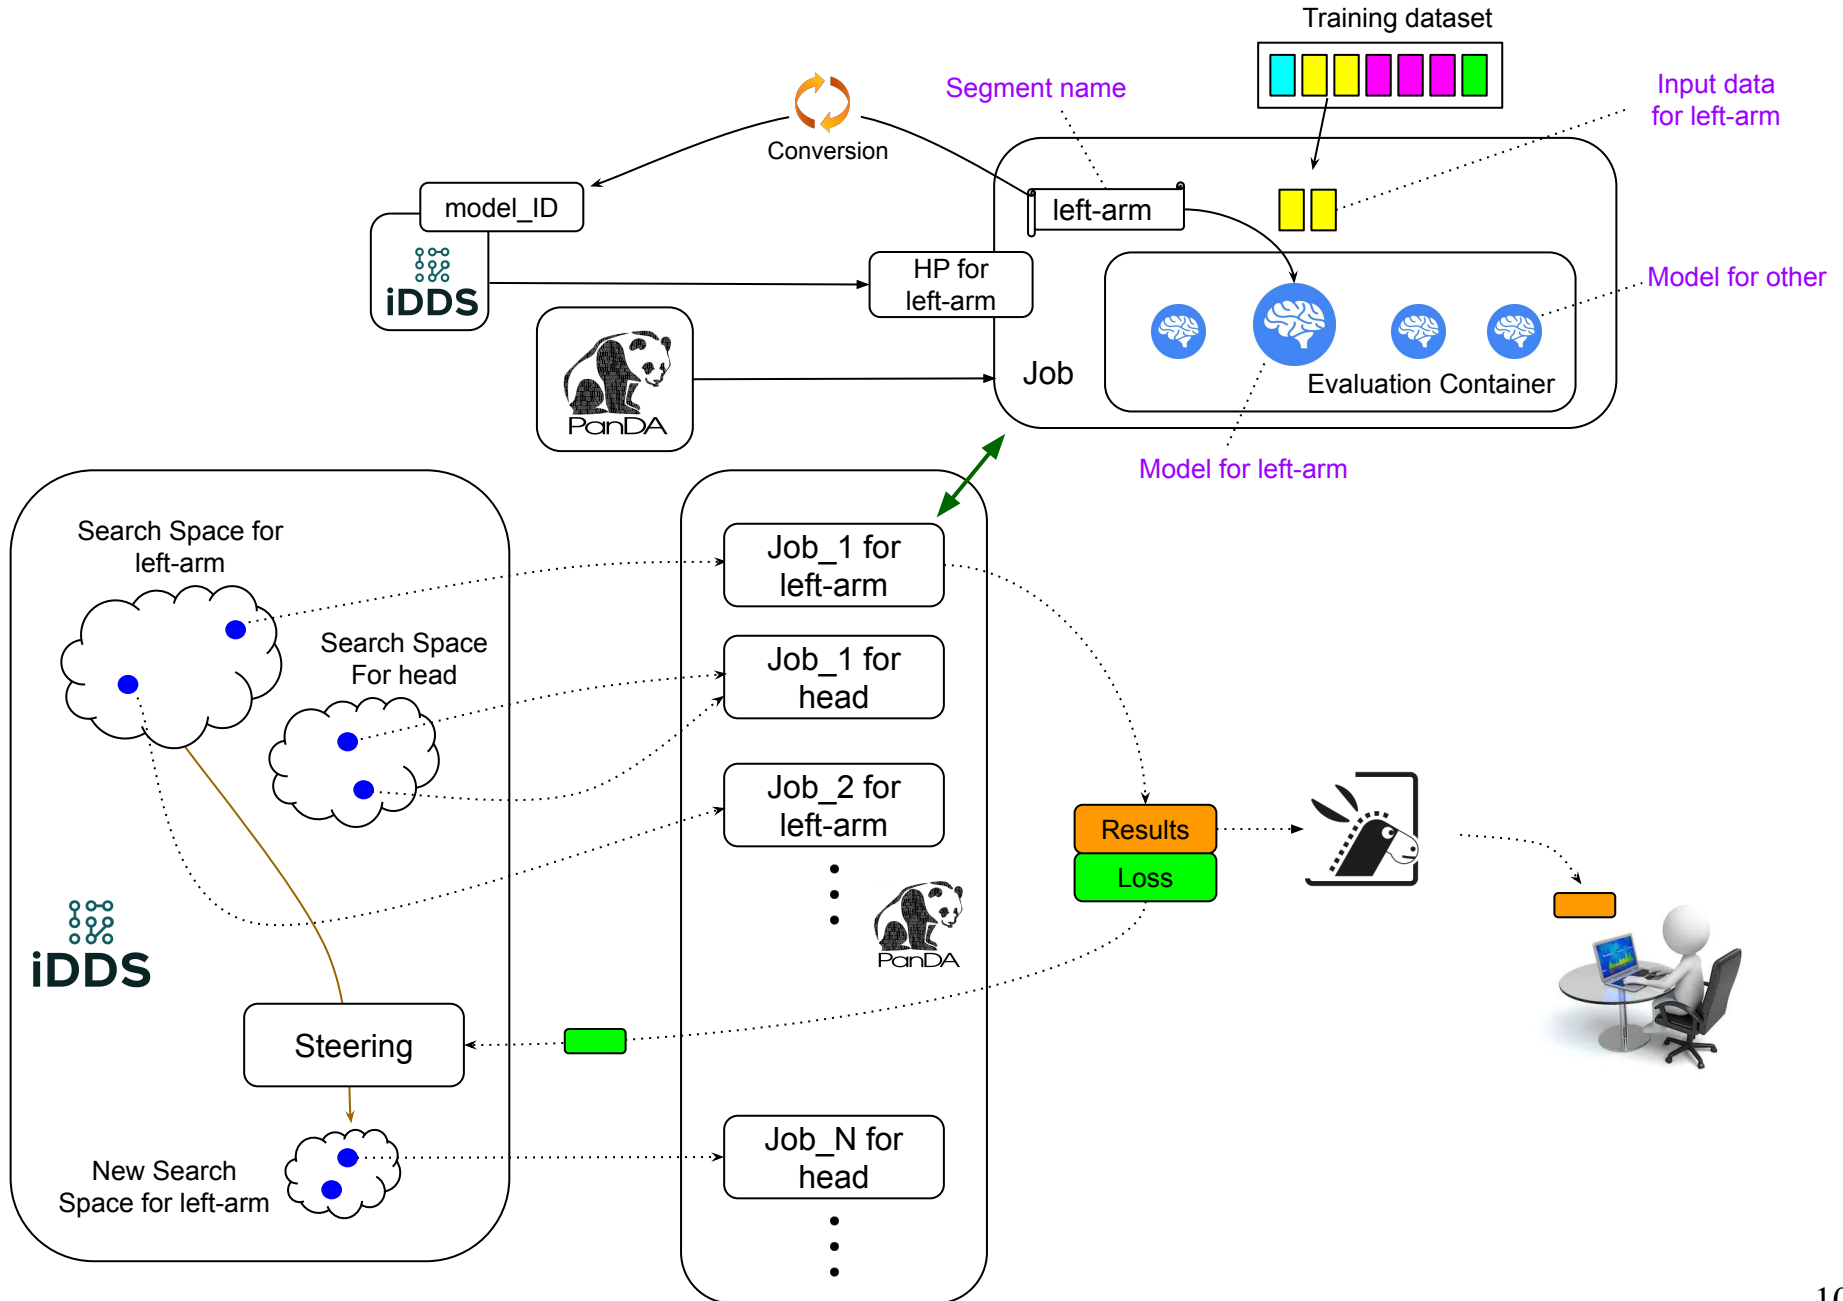 Training dataset
Segment name
Input data
for left-arm
Conversion
model_ID
left-arm
iDDS
HP for
left-arm
Model for other
Job
Evaluation Container
PanDA
Model for left-arm
Search Space for
left-arm
Job_1 for
left-arm
Search Space
For head
Job_1 for
head
Job_2 for
left-arm
Results
Loss
iDDS
PanDA
Steering
Job_N for
head
New Search
Space for left-arm